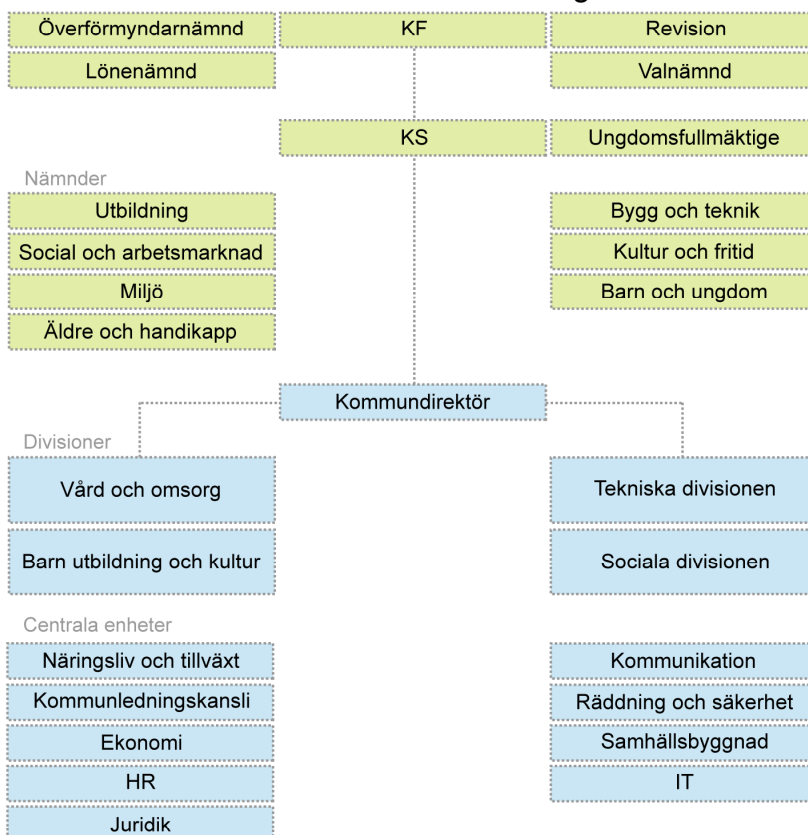 Överförmyndarnämnd
KF
Revision
Lönenämnd
Valnämnd
KS
Ungdomsfullmäktige
Nämnder
Utbildning
Bygg och teknik
Social och arbetsmarknad
Kultur och fritid
Miljö
Barn och ungdom
Äldre och handikapp
Kommundirektör
Divisioner
Vård och omsorg
Tekniska divisionen
Barn utbildning och kultur
Sociala divisionen
Centrala enheter
Näringsliv och tillväxt
Kommunikation
Kommunledningskansli
Räddning och säkerhet
Ekonomi
Samhällsbyggnad
HR
IT
Juridik